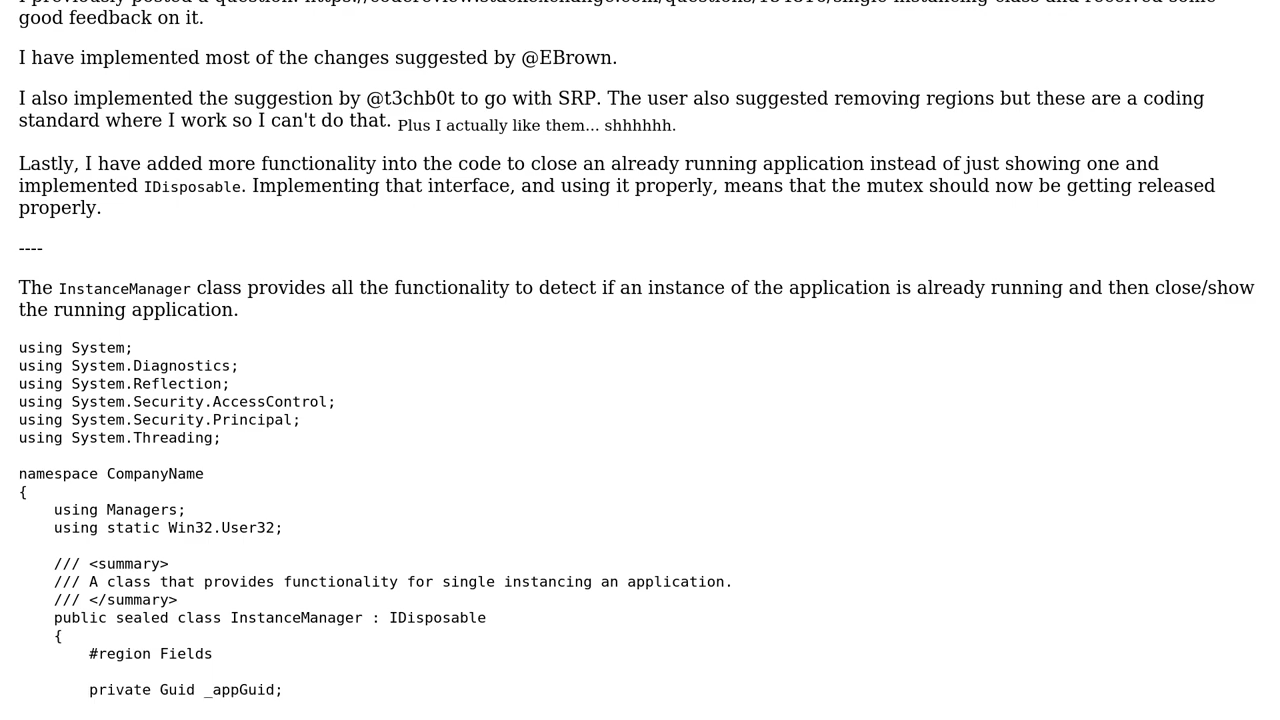 good feedback on it.
I have implemented most of the changes suggested by @EBrown.
I also implemented the suggestion by @t3chb0t to go with SRP. The user also suggested removing regions but these are a coding
standard where I work so I can't do that. Plus I actually like them... shhhhhh.
Lastly, I have added more functionality into the code to close an already running application instead of just showing one and
implemented IDisposable. Implementing that interface, and using it properly, means that the mutex should now be getting released
properly.
----
The InstanceManager class provides all the functionality to detect if an instance of the application is already running and then close/show
the running application.
using System;
using System.Diagnostics;
using System.Reflection;
using System.Security.AccessControl;
using System.Security.Principal;
using System.Threading;
namespace CompanyName
{
    using Managers;
    using static Win32.User32;
    /// <summary>
    /// A class that provides functionality for single instancing an application.
    /// </summary>
    public sealed class InstanceManager : IDisposable
    {
        #region Fields
        private Guid _appGuid;